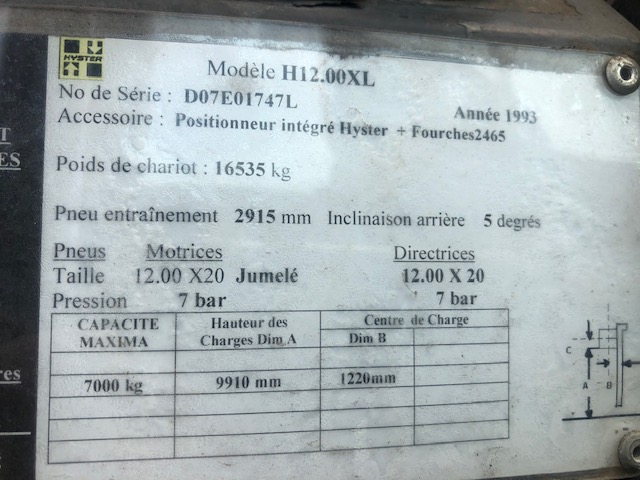 HYSTER
Modèle H12.00XL
No de Série : D07E01747L
Année 1993
Accessoire : Positionneur intégré Hyster + Fourches2465
T
ES
Poids de chariot : 16535 kg
Pneu entraînement 2915 mm Inclinaison arrière 5 degrés
Pneus Motrices Directrices
Taille 12.00 X20 Jumelé 12.00 X 20
Pression 7 bar 7 bar
CAPACITE Hauteur des Centre de Charge
MAXIMA Charges Dim A Dim B
7000 kg 9910 mm 1220mm
C
A B
res